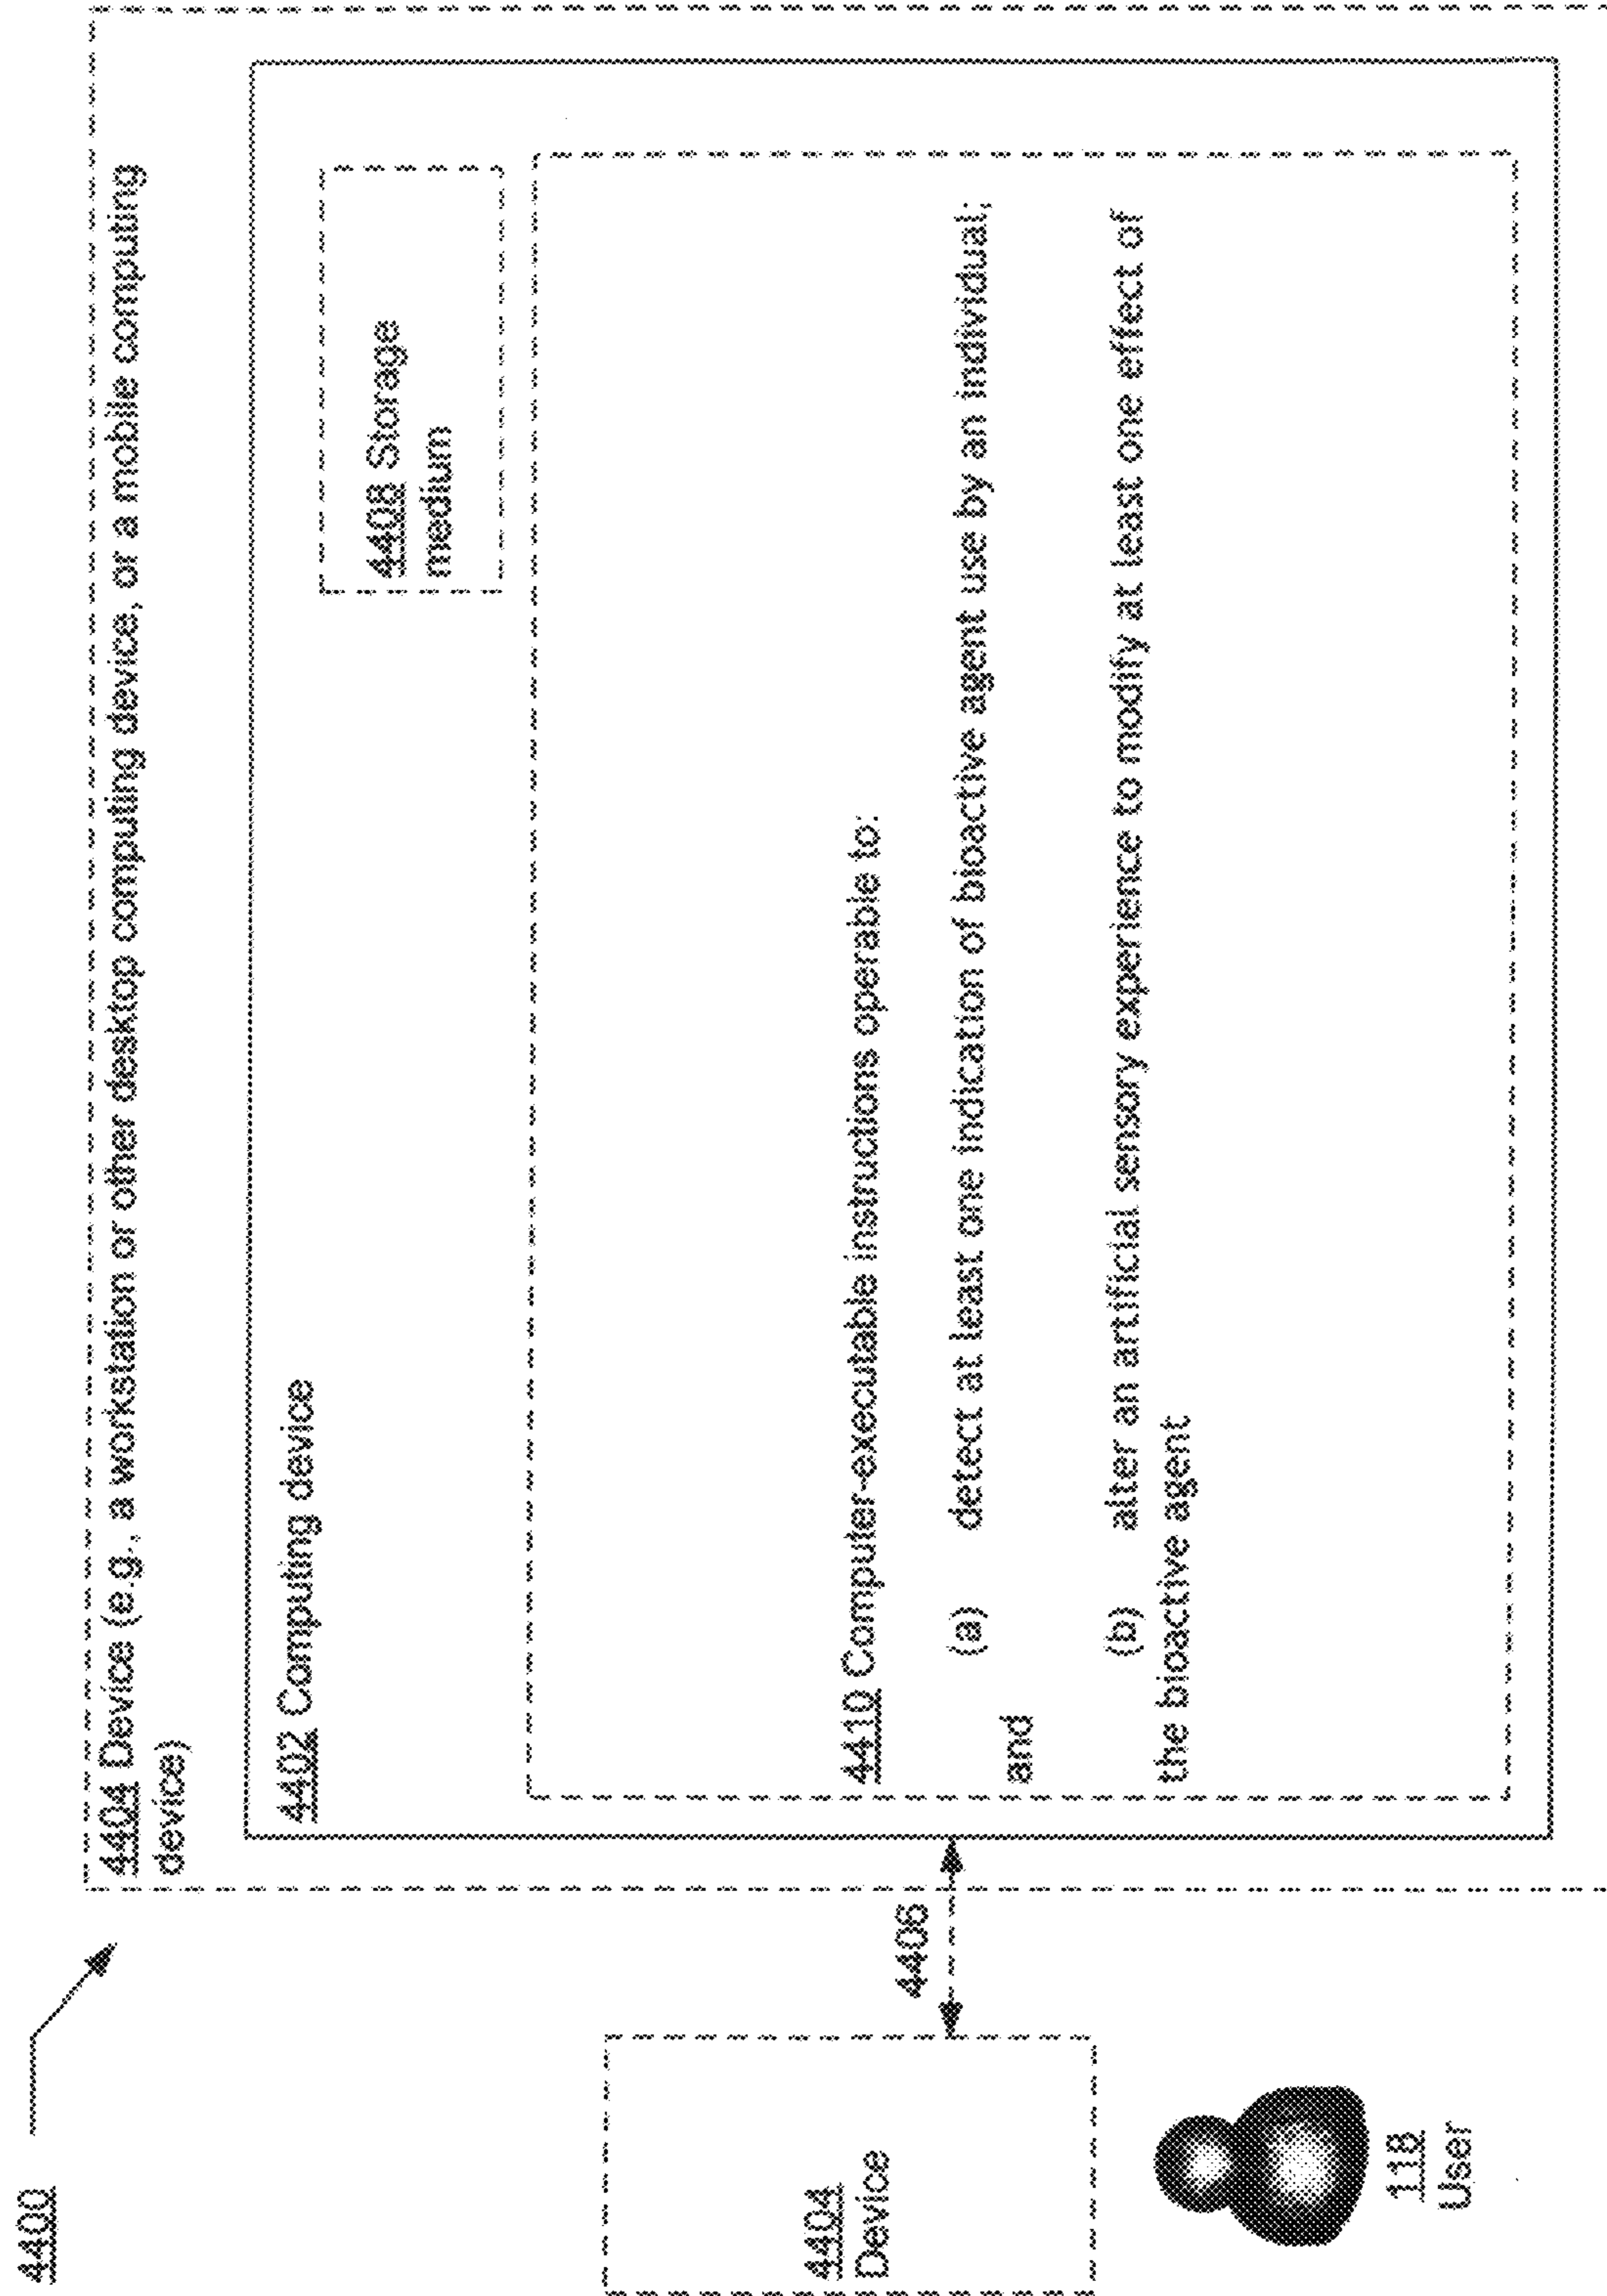 4400
4404 Device (e.g., a workstation or other desktop computing device, or a mobile computing
device)
4402 Computing device
4408 Storage
medium
4410 Computer-executable instructions operable to:
(a) detect at least one indication of bioactive agent use by an individual;
and
(b) alter an artificial sensory experience to modify at least one effect of
the bioactive agent
4406
4404
Device
118
User